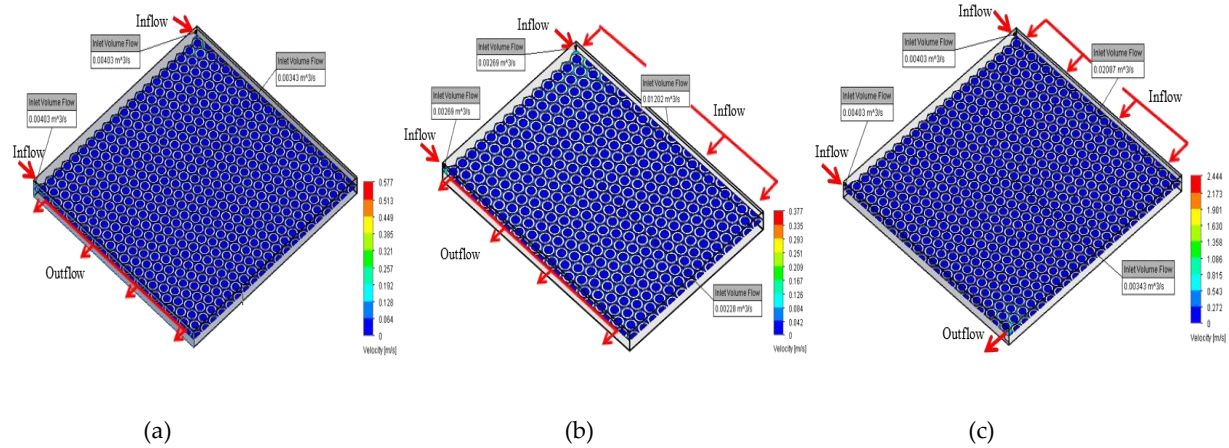 Inflow
Inlet Volume Flow
0.00403 m^3/s
Inlet Volume Flow
0.00343 m^3/s
Inlet Volume Flow
0.00403 m^3/s
Inflow
Outflow
0.577
0.513
0.449
0.385
0.321
0.257
0.192
0.128
0.064
0
Velocity [m/s]
(a)
Inflow
Inlet Volume Flow
0.00269 m^3/s
Inlet Volume Flow
0.01202 m^3/s
Inflow
Inlet Volume Flow
0.00269 m^3/s
Inflow
Outflow
Inlet Volume Flow
0.00228 m^3/s
0.377
0.335
0.293
0.251
0.209
0.167
0.126
0.084
0.042
0
Velocity [m/s]
(b)
Inflow
Inlet Volume Flow
0.00403 m^3/s
Inlet Volume Flow
0.02087 m^3/s
Inflow
Inlet Volume Flow
0.00403 m^3/s
Inlet Volume Flow
0.00343 m^3/s
Outflow
2.444
2.173
1.901
1.630
1.358
1.086
0.815
0.543
0.272
0
Velocity [m/s]
(c)